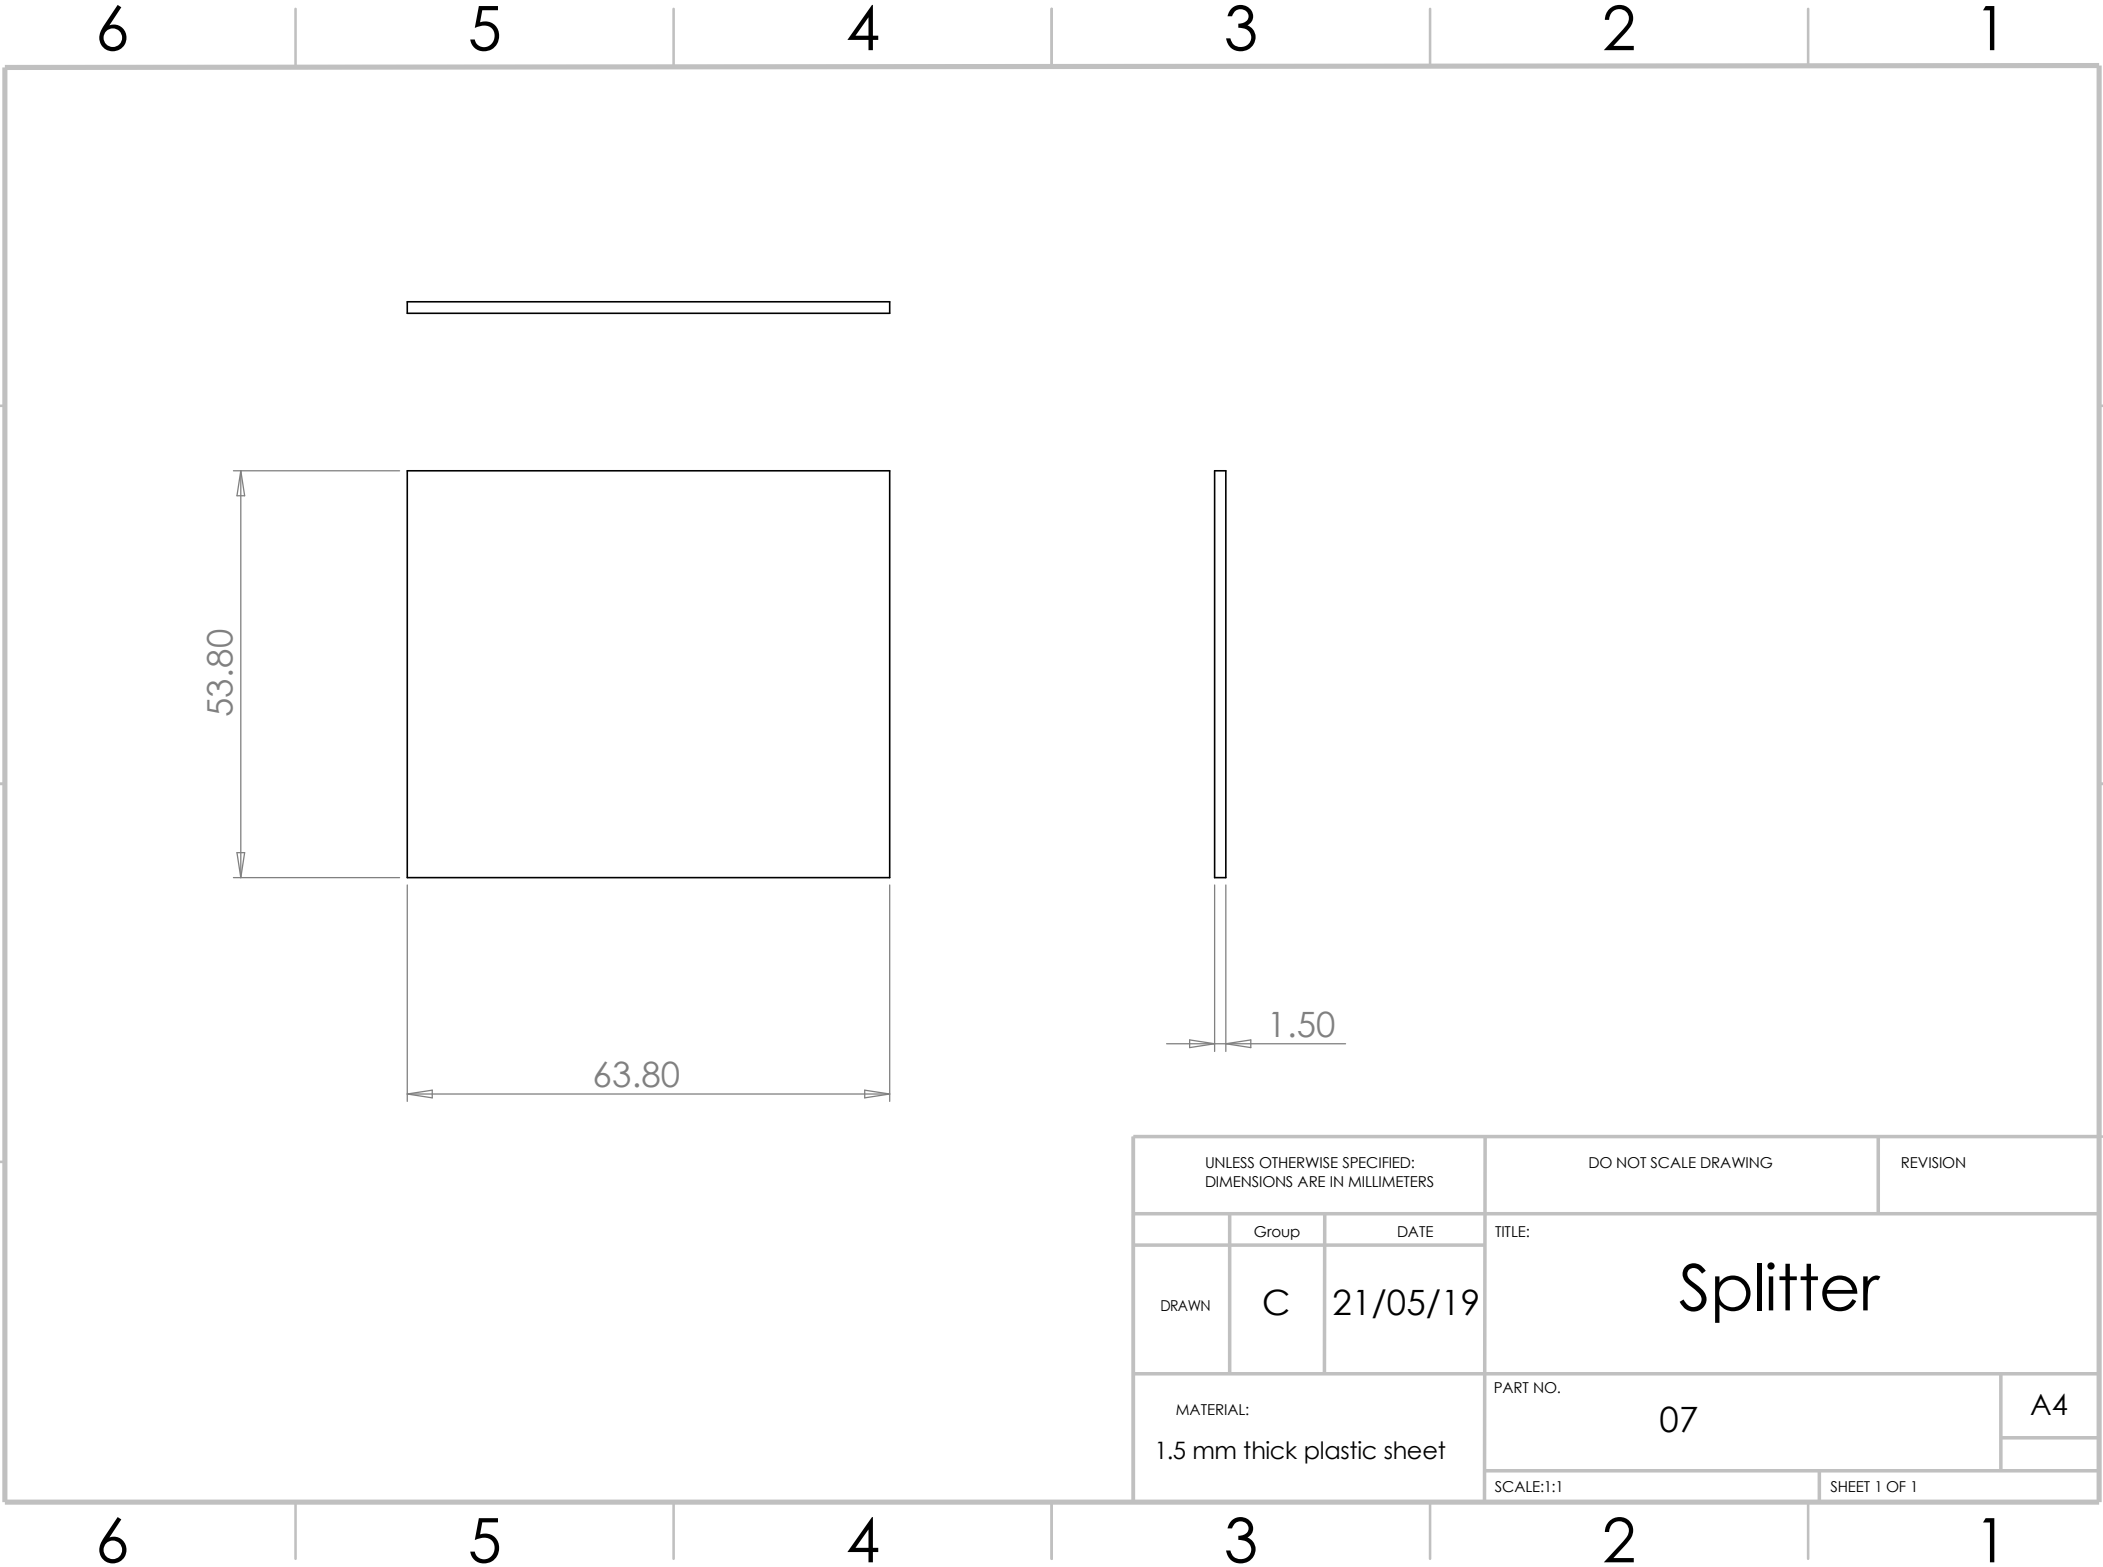 6 5 4 3 2 1
53.80
1.50
63.80
UNLESS OTHERWISE SPECIFIED:
DIMENSIONS ARE IN MILLIMETERS
DO NOT SCALE DRAWING
REVISION
Group DATE
TITLE:
Splitter
DRAWN C 21/05/19
MATERIAL:
1.5 mm thick plastic sheet
PART NO.
07
A4
SCALE:1:1
SHEET 1 OF 1
6 5 4 3 2 1